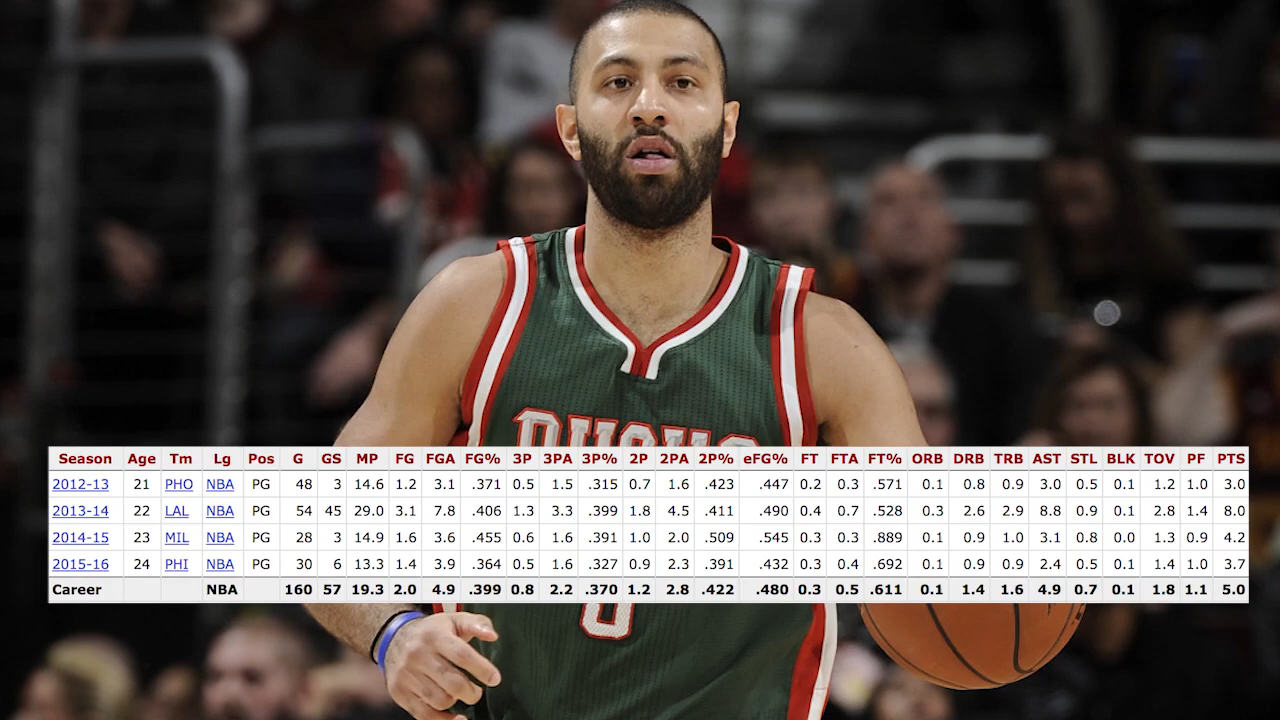 BUCKS
Season Age Tm Lg Pos G GS MP FG FGA FG% 3P 3PA 3P% 2P 2PA 2P% eFG% FT FTA FT% ORB DRB TRB AST STL BLK TOV PF PTS
2012-13 21 PHO NBA PG 48 3 14.6 1.2 3.1 .371 0.5 1.5 .315 0.7 1.6 .423 .447 0.2 0.3 .571 0.1 0.8 0.9 3.0 0.5 0.1 1.2 1.0 3.0
2013-14 22 LAL NBA PG 54 45 29.0 3.1 7.8 .406 1.3 3.3 .399 1.8 4.5 .411 .490 0.4 0.7 .528 0.3 2.6 2.9 8.8 0.9 0.1 2.8 1.4 8.0
2014-15 23 MIL NBA PG 28 3 14.9 1.6 3.6 .455 0.6 1.6 .391 1.0 2.0 .509 .545 0.3 0.3 .889 0.1 0.9 1.0 3.1 0.8 0.0 1.3 0.9 4.2
2015-16 24 PHI NBA PG 30 6 13.3 1.4 3.9 .364 0.5 1.6 .327 0.9 2.3 .391 .432 0.3 0.4 .692 0.1 0.9 0.9 2.4 0.5 0.1 1.4 1.0 3.7
Career NBA 160 57 19.3 2.0 4.9 .399 0.8 2.2 .370 1.2 2.8 .422 .480 0.3 0.5 .611 0.1 1.4 1.6 4.9 0.7 0.1 1.8 1.1 5.0